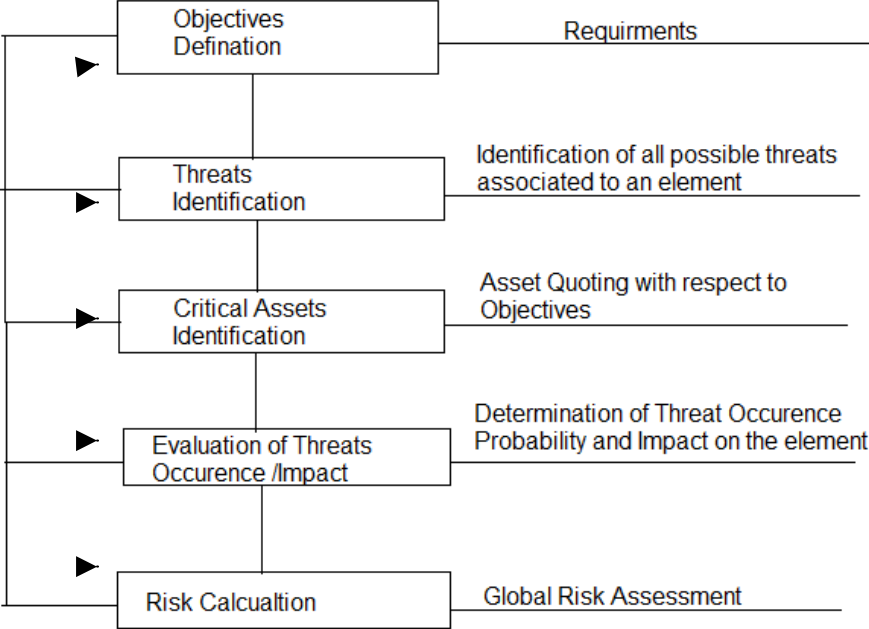 Objectives
Defination
Requirments
Threats
Identification
Identification of all possible threats
associated to an element
Critical Assets
Identification
Asset Quoting with respect to
Objectives
Evaluation of Threats
Occurence /Impact
Determination of Threat Occurence
Probability and Impact on the element
Risk Calcualtion
Global Risk Assessment